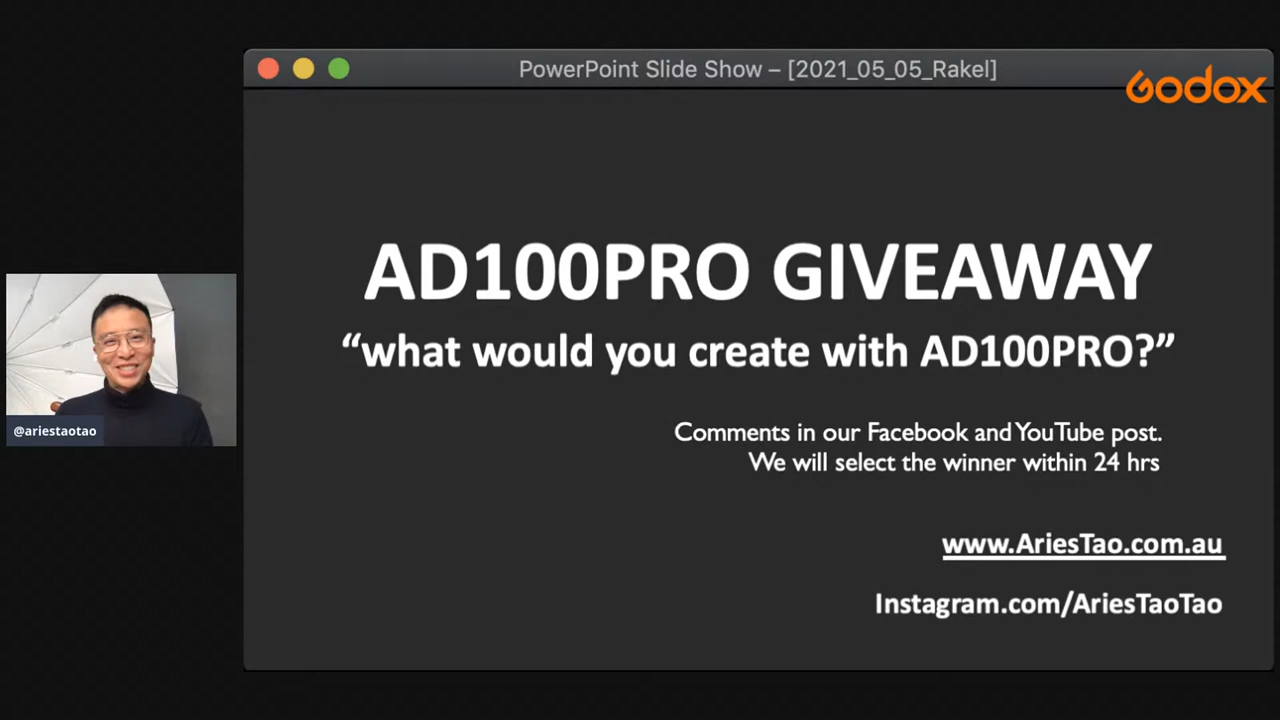 PowerPoint Slide Show – [2021_05_05_Rakel]
Godox
AD100PRO GIVEAWAY
“what would you create with AD100PRO?”
Comments in our Facebook and YouTube post.
We will select the winner within 24 hrs
@ariestaotao
www.AriesTao.com.au
Instagram.com/AriesTaoTao